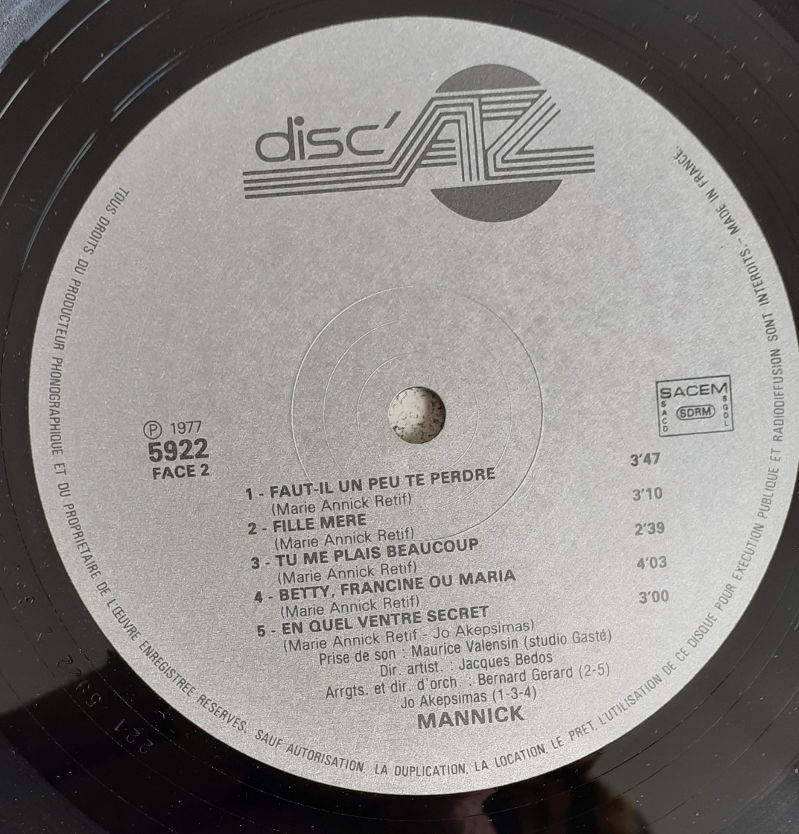 disc'AZ
Ⓟ 1977
5922
FACE 2
SACEM
SACD
SDRM
SGDL
1 - FAUT-IL UN PEU TE PERDRE 3'47
(Marie Annick Retif)
2 - FILLE MERE 3'10
(Marie Annick Retif)
3 - TU ME PLAIS BEAUCOUP 2'39
(Marie Annick Retif)
4 - BETTY, FRANCINE OU MARIA 4'03
(Marie Annick Retif)
5 - EN QUEL VENTRE SECRET 3'00
(Marie Annick Retif - Jo Akepsimas)
Prise de son : Maurice Valensin (studio Gasté)
Dir. artist. : Jacques Bedos
Arrgts. et dir. d'orch. : Bernard Gerard (2-5)
Jo Akepsimas (1-3-4)
MANNICK
TOUS DROITS DU PRODUCTEUR PHONOGRAPHIQUE ET DU PROPRIETAIRE DE L'ŒUVRE ENREGISTREE RESERVES. SAUF AUTORISATION, LA DUPLICATION, LA LOCATION, LE PRET, L'UTILISATION DE CE DISQUE POUR EXECUTION PUBLIQUE ET RADIODIFFUSION SONT INTERDITS. - MADE IN FRANCE.